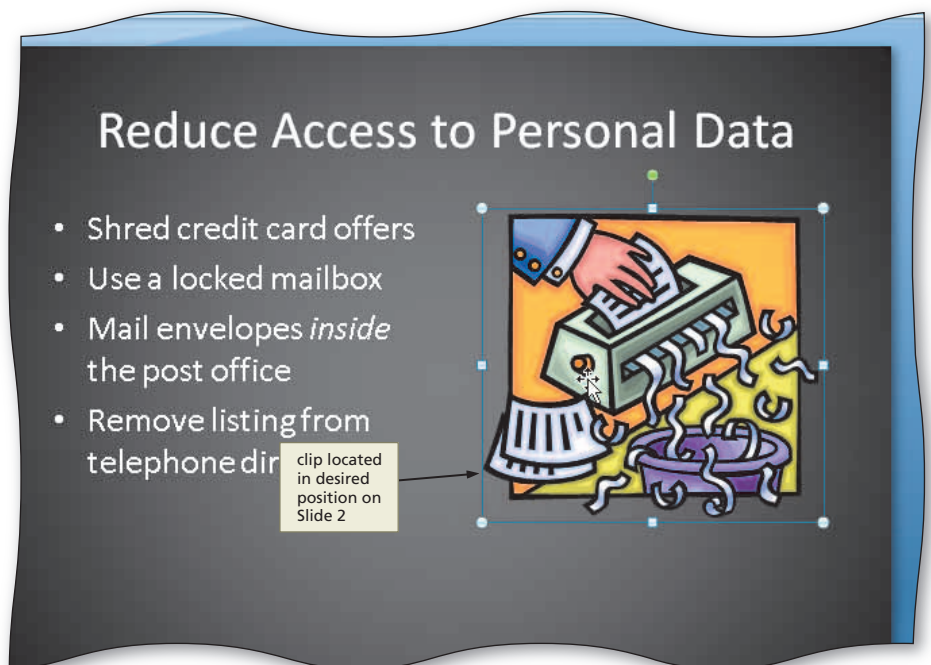 Reduce Access to Personal Data
• Shred credit card offers
• Use a locked mailbox
• Mail envelopes inside
the post office
• Remove listing from
telephone dir
clip located
in desired
position on
Slide 2